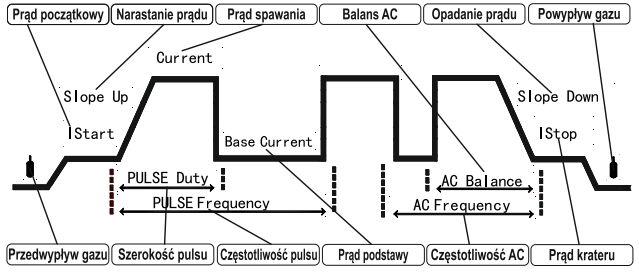 Prąd początkowy
Narastanie prądu
Prąd spawania
Balans AC
Opadanie prądu
Powypływ gazu
Current
Slope Up
Slope Down
IStart
Base Current
IStop
PULSE Duty
AC Balance
PULSE Frequency
AC Frequency
Przedwypływ gazu
Szerokość pulsu
Częstotliwość pulsu
Prąd podstawy
Częstotliwość AC
Prąd krateru